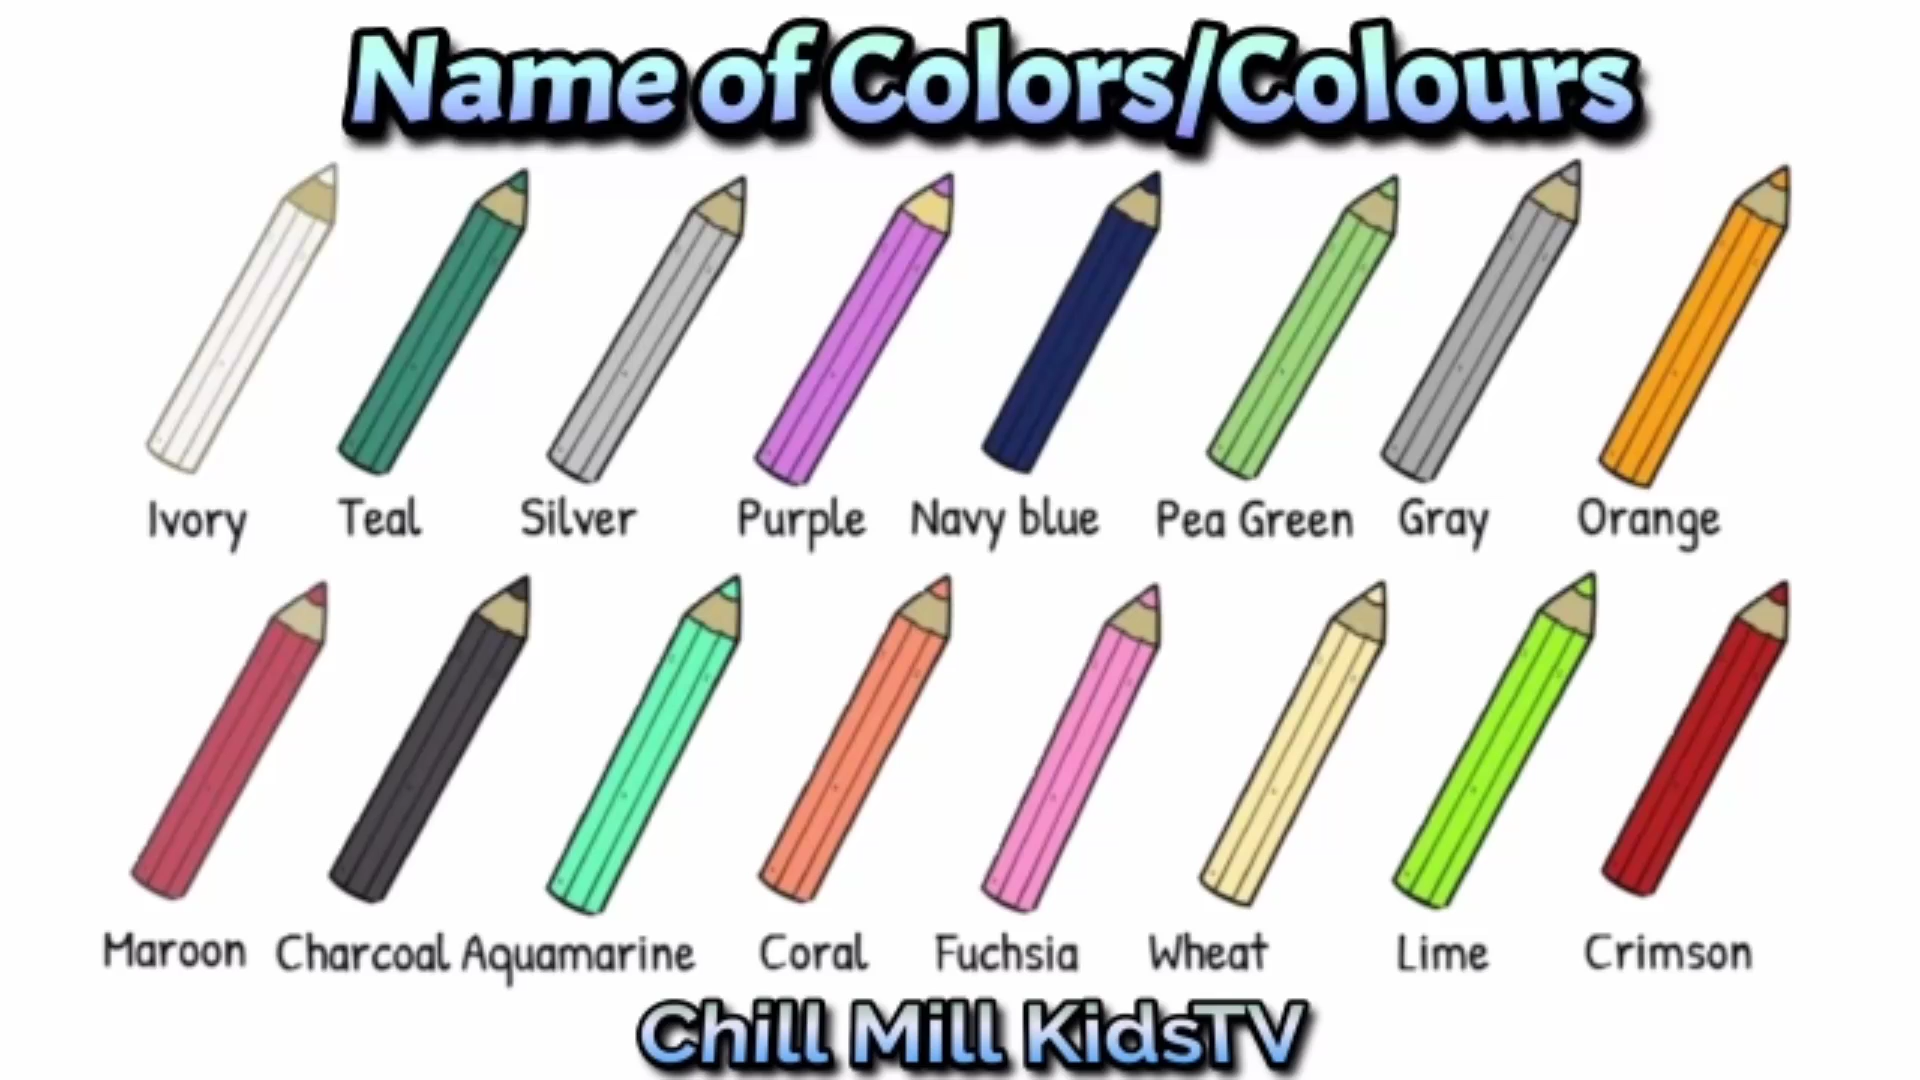 Name of Colors/Colours
Ivory Teal Silver Purple Navy blue Pea Green Gray Orange
Maroon Charcoal Aquamarine Coral Fuchsia Wheat Lime Crimson
Chill Mill KidsTV